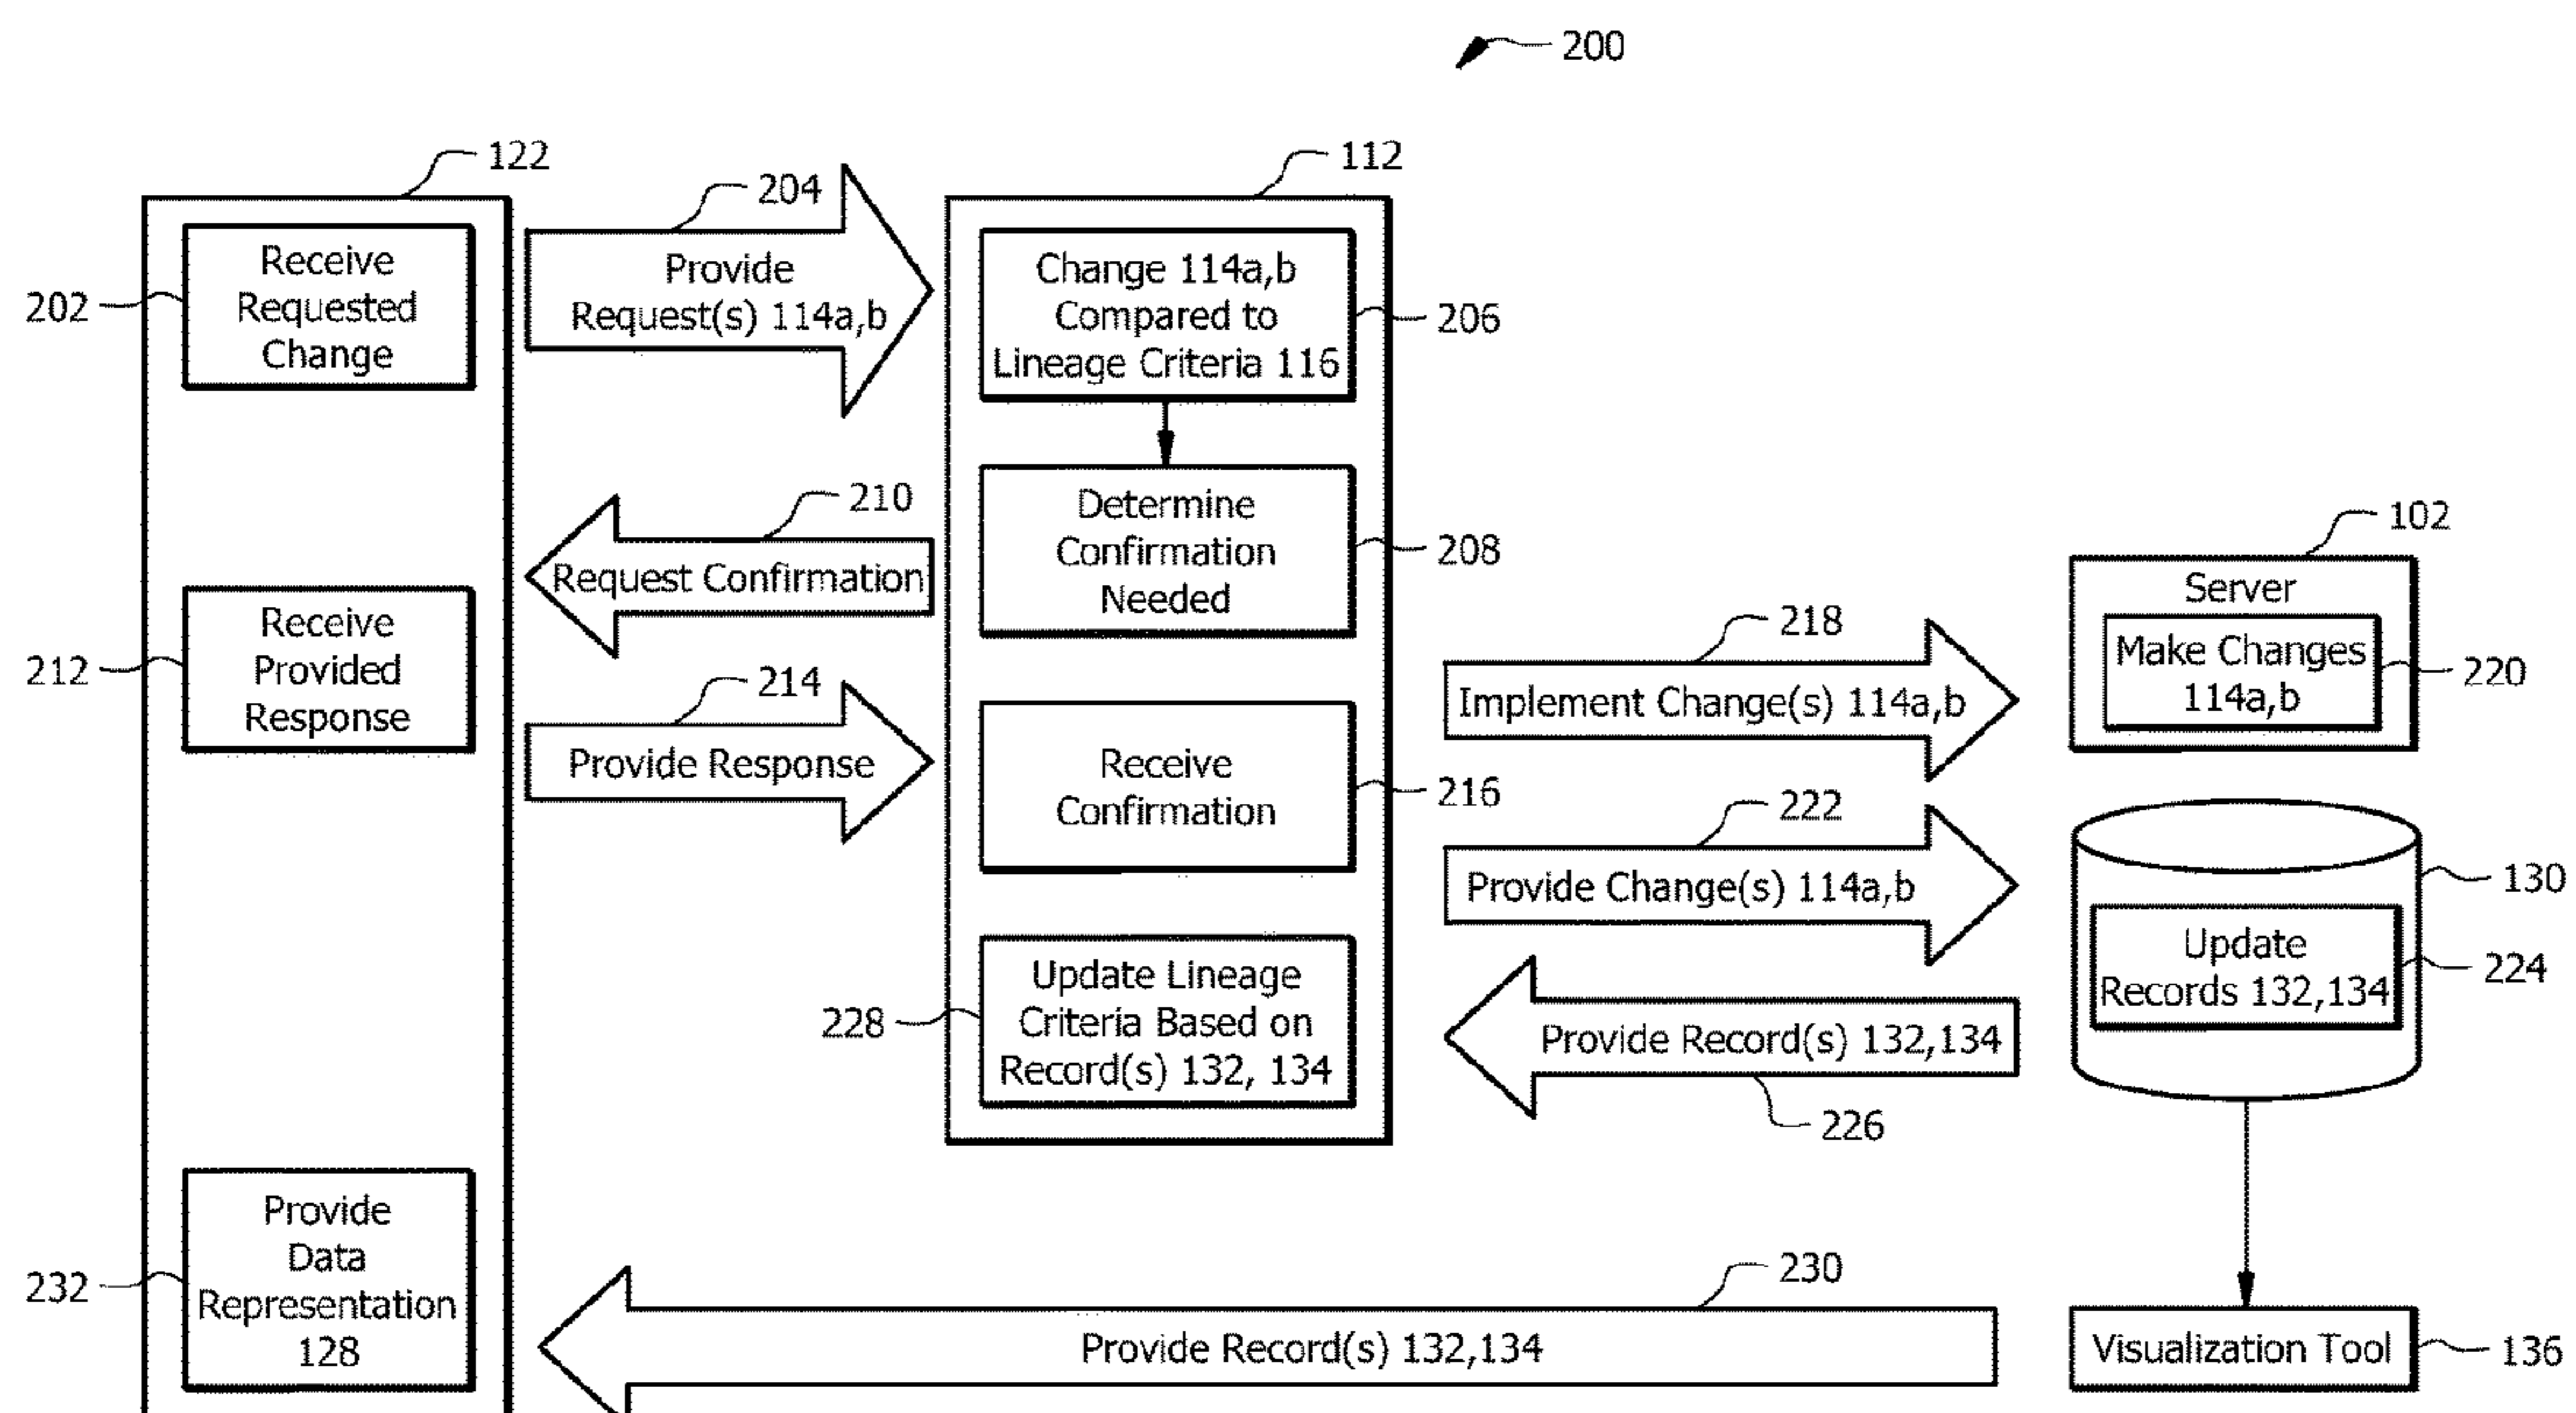 200
122
204
112
202
Receive
Requested
Change
Provide
Request(s) 114a,b
Change 114a,b
Compared to
Lineage Criteria 116
206
210
Request Confirmation
Determine
Confirmation
Needed
208
102
Server
Make Changes
114a,b
220
212
Receive
Provided
Response
214
Provide Response
Receive
Confirmation
216
218
Implement Change(s) 114a,b
222
Provide Change(s) 114a,b
130
Update
Records 132,134
224
228
Update Lineage
Criteria Based on
Record(s) 132, 134
Provide Record(s) 132,134
226
232
Provide
Data
Representation
128
230
Provide Record(s) 132,134
Visualization Tool
136